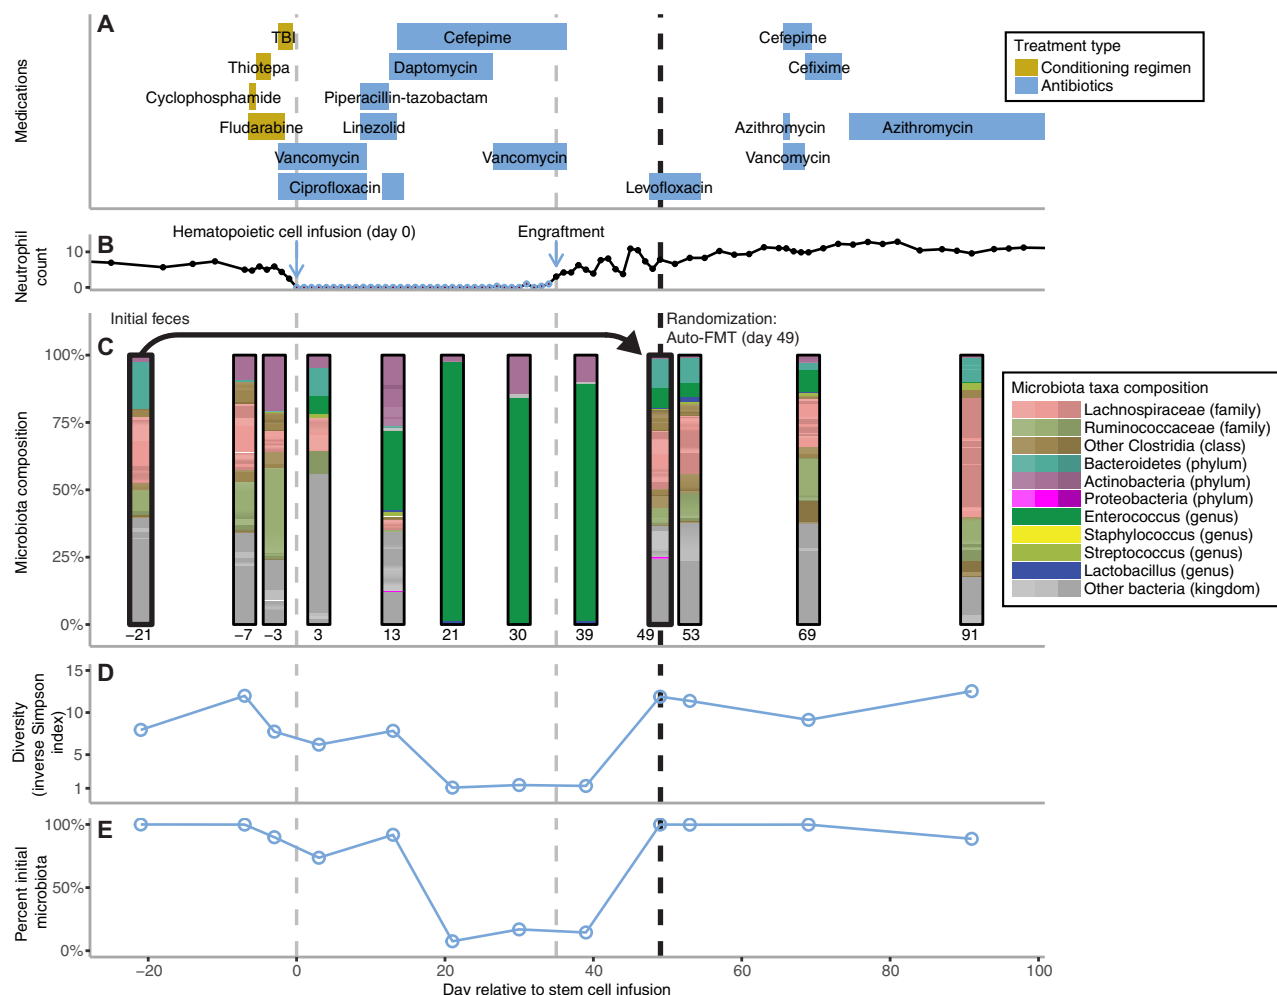 A
Medications
TBI
Cefepime
Cefepime
Thiotepa
Daptomycin
Cefixime
Cyclophosphamide
Piperacillin-tazobactam
Fludarabine
Linezolid
Azithromycin
Azithromycin
Vancomycin
Vancomycin
Vancomycin
Ciprofloxacin
Levofloxacin
Treatment type
Conditioning regimen
Antibiotics
B
Neutrophil
count
10
0
Hematopoietic cell infusion (day 0)
Engraftment
Initial feces
Randomization:
Auto-FMT (day 49)
C
Microbiota composition
100%
75%
50%
25%
0%
−21
−7
−3
3
13
21
30
39
49
53
69
91
Microbiota taxa composition
Lachnospiraceae (family)
Ruminococcaceae (family)
Other Clostridia (class)
Bacteroidetes (phylum)
Actinobacteria (phylum)
Proteobacteria (phylum)
Enterococcus (genus)
Staphylococcus (genus)
Streptococcus (genus)
Lactobacillus (genus)
Other bacteria (kingdom)
D
Diversity
(inverse Simpson
index)
15
10
5
1
E
Percent initial
microbiota
100%
50%
0%
−20
0
20
40
60
80
100
Day relative to stem cell infusion